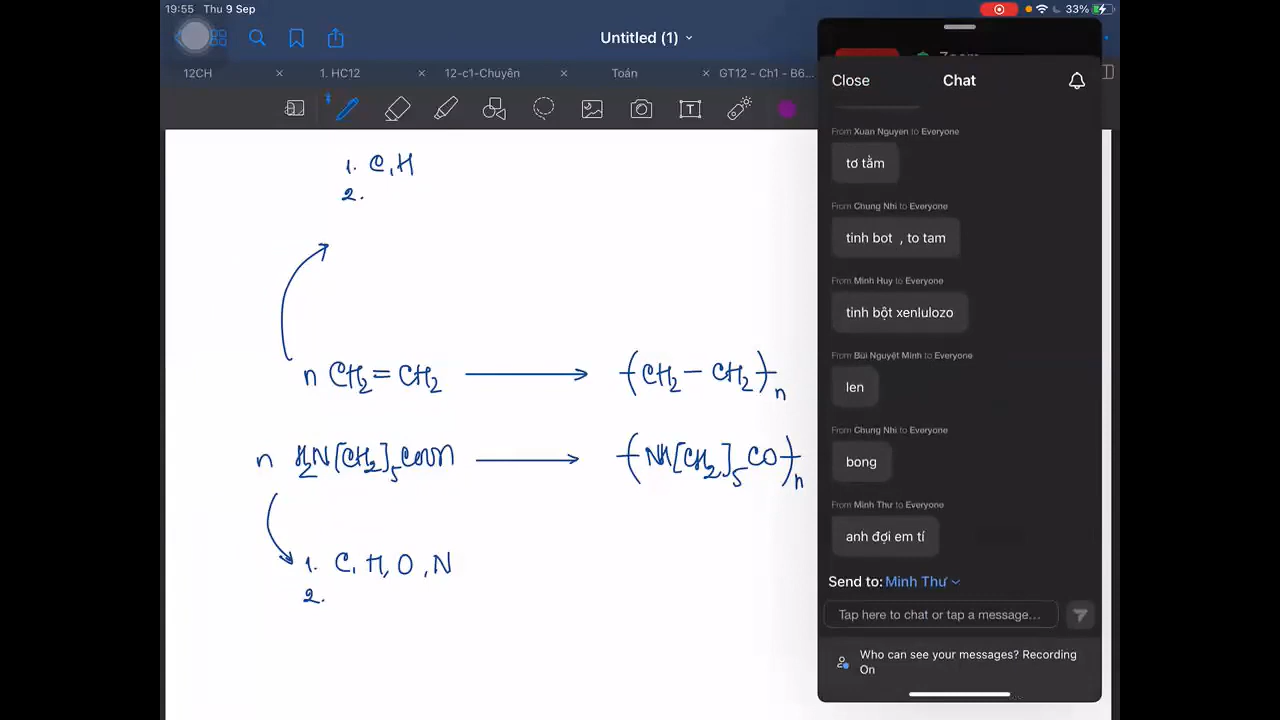 19:55 Thu 9 Sep
33%
Untitled (1)
12CH
1. HC12
12-c1-Chuyên
Toán
GT12 - Ch1 - B6...
1. C, H
2.
n CH₂ = CH₂ ⟶ (CH₂ – CH₂)ₙ
n H₂N[CH₂]₅COOH ⟶ (NH[CH₂]₅CO)ₙ
1. C, H, O, N
2.
Close
Chat
From Xuan Nguyen to Everyone
tơ tằm
From Chung Nhi to Everyone
tinh bot , to tam
From Minh Huy to Everyone
tinh bột xenlulozo
From Bùi Nguyệt Minh to Everyone
len
From Chung Nhi to Everyone
bong
From Minh Thư to Everyone
anh đợi em tí
Send to: Minh Thư
Tap here to chat or tap a message...
Who can see your messages? Recording
On